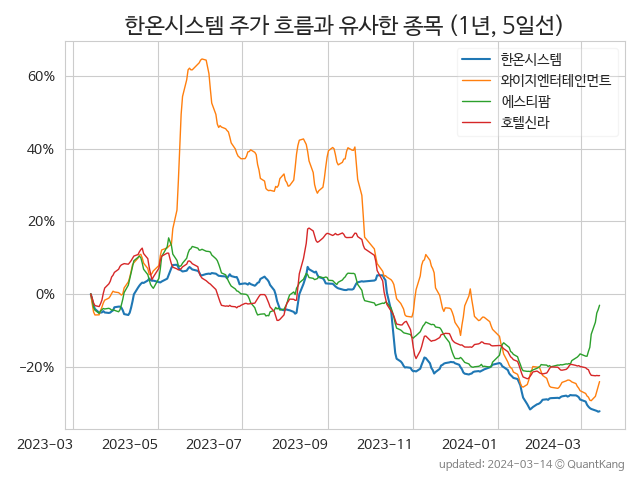 한온시스템 주가 흐름과 유사한 종목 (1년, 5일선)
한온시스템
와이지엔터테인먼트
에스티팜
호텔신라
60%
40%
20%
0%
−20%
2023-03 2023-05 2023-07 2023-09 2023-11 2024-01 2024-03
updated: 2024-03-14 © QuantKang